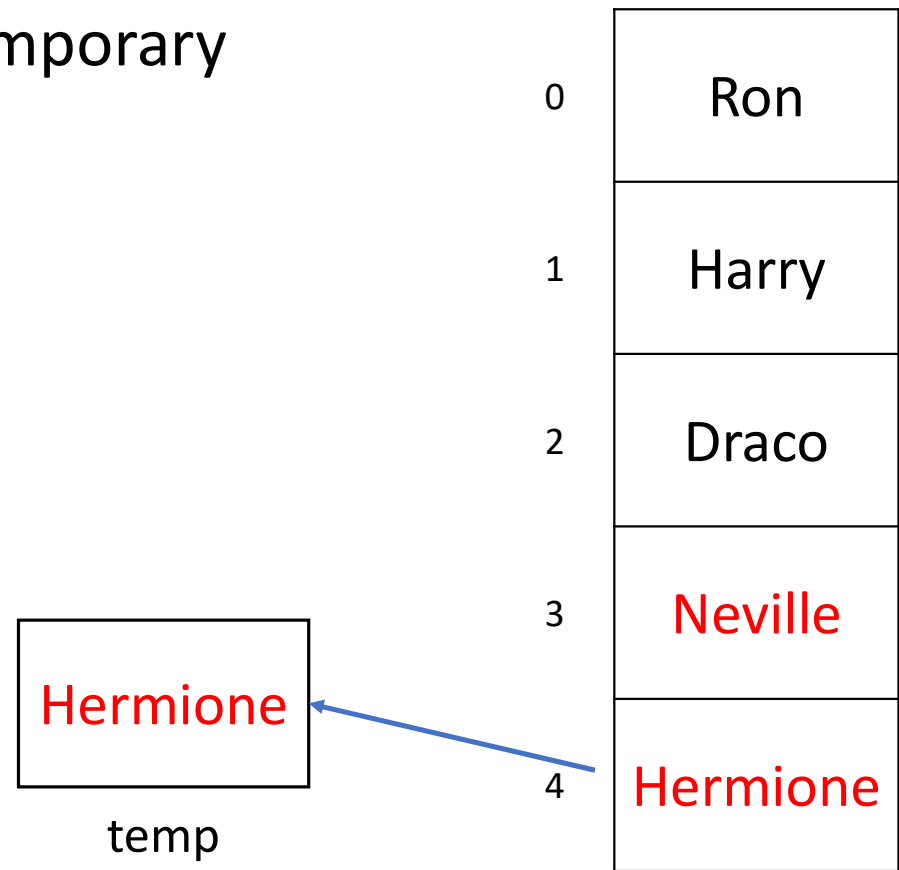 mporary
0 Ron
1 Harry
2 Draco
3 Neville
Hermione
4 Hermione
temp